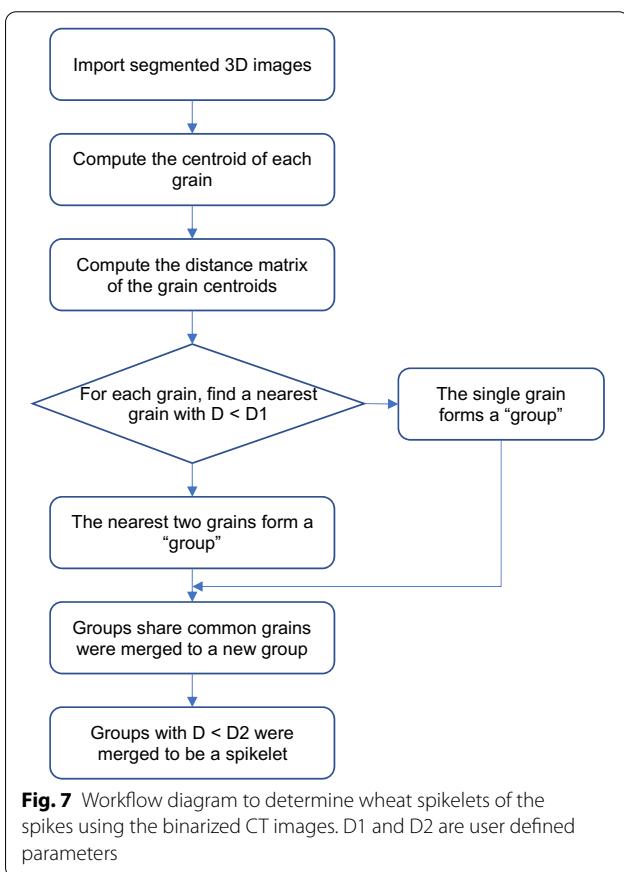 Import segmented 3D images
Compute the centroid of each
grain
Compute the distance matrix
of the grain centroids
For each grain, find a nearest
grain with D < D1
The single grain
forms a “group”
The nearest two grains form a
“group”
Groups share common grains
were merged to a new group
Groups with D < D2 were
merged to be a spikelet
Fig. 7 Workflow diagram to determine wheat spikelets of the
spikes using the binarized CT images. D1 and D2 are user defined
parameters